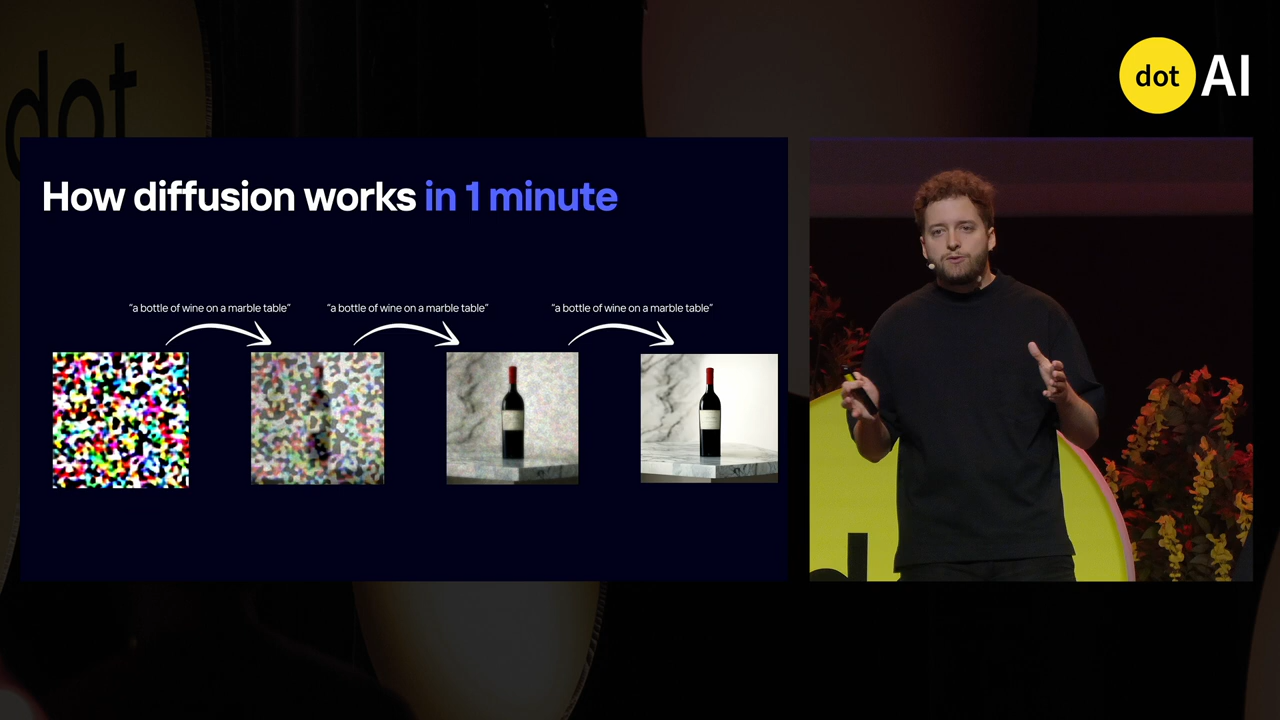 dot
dot AI
How diffusion works in 1 minute
“a bottle of wine on a marble table”
“a bottle of wine on a marble table”
“a bottle of wine on a marble table”
d